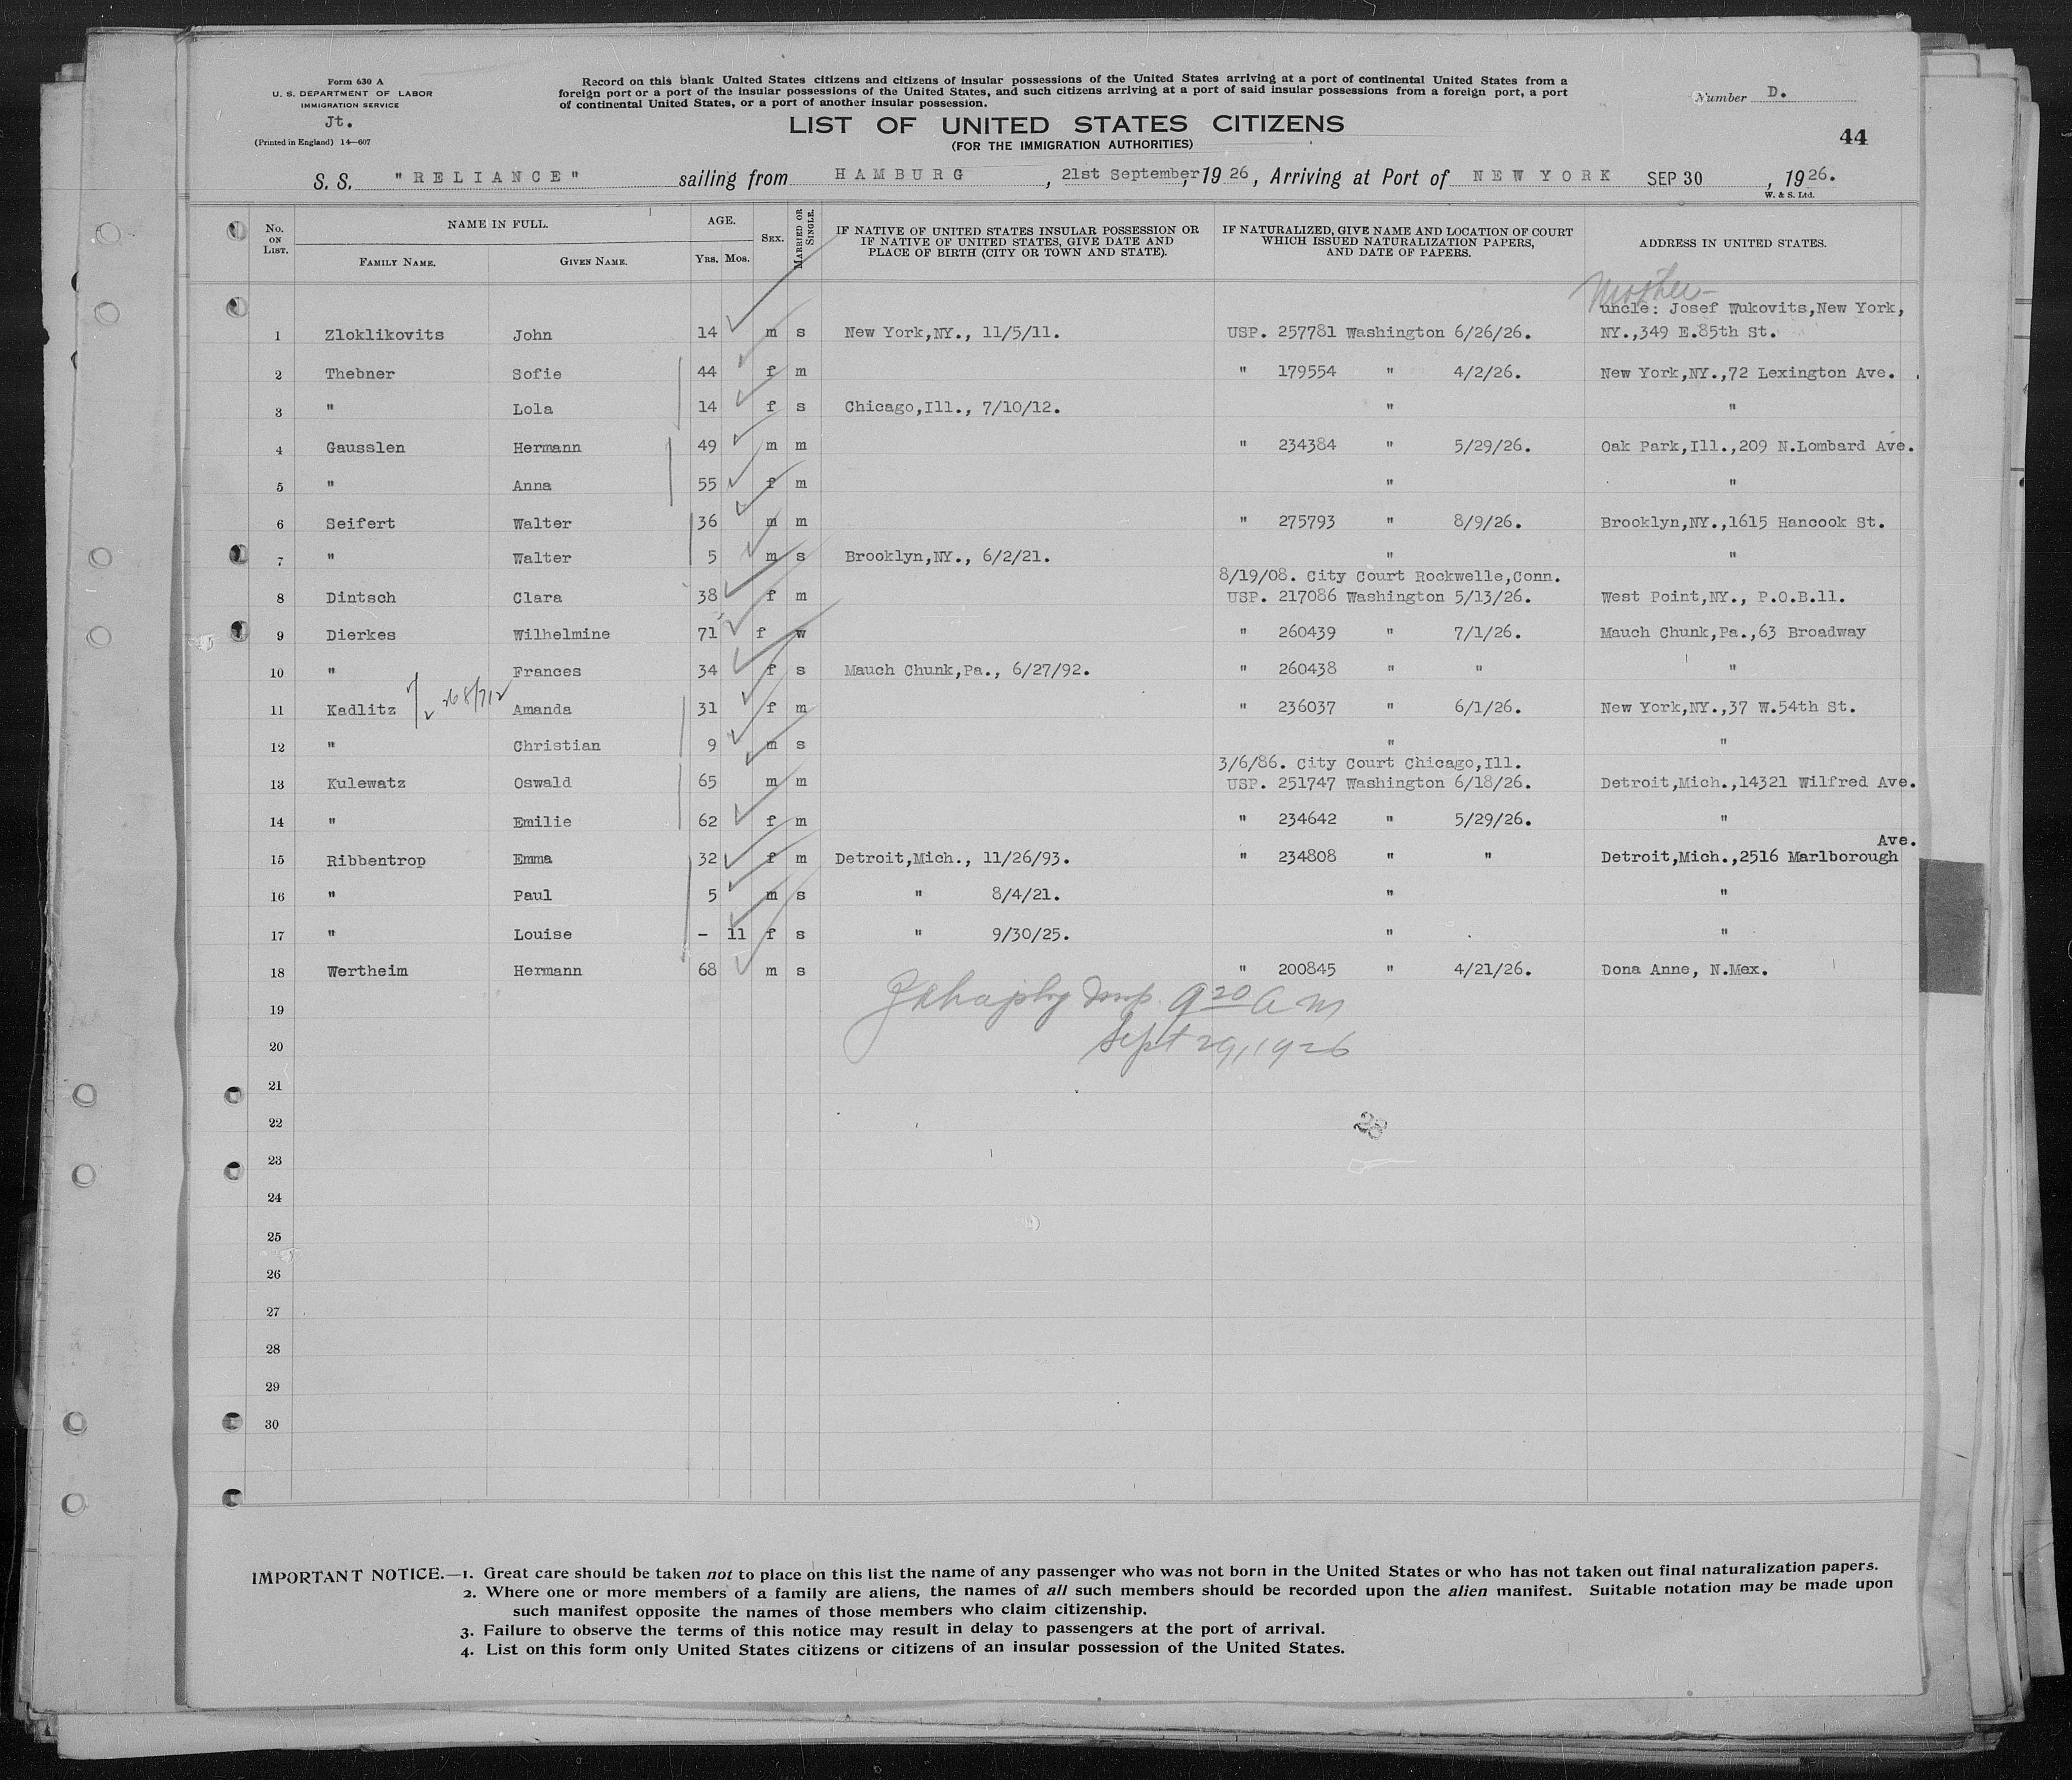 Form 630 A
U. S. DEPARTMENT OF LABOR
IMMIGRATION SERVICE
Jt.
(Printed in England) 14—607
Record on this blank United States citizens and citizens of insular possessions of the United States arriving at a port of continental United States from a
foreign port or a port of the insular possessions of the United States, and such citizens arriving at a port of said insular possessions from a foreign port, a port
of continental United States, or a port of another insular possession.
Number D.
LIST OF UNITED STATES CITIZENS
(FOR THE IMMIGRATION AUTHORITIES)
44
S. S. "RELIANCE" sailing from HAMBURG, 21st September, 1926, Arriving at Port of NEW YORK SEP 30, 1926.
W. & S. Ltd.
No. ON LIST. NAME IN FULL. AGE. SEX. MARRIED OR SINGLE. IF NATIVE OF UNITED STATES INSULAR POSSESSION OR IF NATIVE OF UNITED STATES, GIVE DATE AND PLACE OF BIRTH (CITY OR TOWN AND STATE). IF NATURALIZED, GIVE NAME AND LOCATION OF COURT WHICH ISSUED NATURALIZATION PAPERS, AND DATE OF PAPERS. ADDRESS IN UNITED STATES.
FAMILY NAME. GIVEN NAME. YRS. MOS.
Mother—
uncle: Josef Wukovits,New York,
1 Zloklikovits John 14 m s New York,NY., 11/5/11. USP. 257781 Washington 6/26/26. NY.,349 E.85th St.
2 Thebner Sofie 44 f m " 179554 " 4/2/26. New York,NY.,72 Lexington Ave.
3 " Lola 14 f s Chicago,Ill., 7/10/12. " "
4 Gausslen Hermann 49 m m " 234384 " 5/29/26. Oak Park,Ill.,209 N.Lombard Ave.
5 " Anna 55 f m " "
6 Seifert Walter 36 m m " 275793 " 8/9/26. Brooklyn,NY.,1615 Hancook St.
7 " Walter 5 m s Brooklyn,NY., 6/2/21. " "
8/19/08. City Court Rockwelle,Conn.
8 Dintsch Clara 38 f m USP. 217086 Washington 5/13/26. West Point,NY., P.O.B.11.
9 Dierkes Wilhelmine 71 f w " 260439 " 7/1/26. Mauch Chunk,Pa.,63 Broadway
10 " Frances 34 f s Mauch Chunk,Pa., 6/27/92. " 260438 " " "
11 Kadlitz Amanda 31 f m " 236037 " 6/1/26. New York,NY.,37 W.54th St.
12 " Christian 9 m s " "
3/6/86. City Court Chicago,Ill.
13 Kulewatz Oswald 65 m m USP. 251747 Washington 6/18/26. Detroit,Mich.,14321 Wilfred Ave.
14 " Emilie 62 f m " 234642 " 5/29/26. "
Ave.
15 Ribbentrop Emma 32 f m Detroit,Mich., 11/26/93. " 234808 " " Detroit,Mich.,2516 Marlborough
16 " Paul 5 m s " 8/4/21. " "
17 " Louise – 11 f s " 9/30/25. " "
18 Wertheim Hermann 68 m s " 200845 " 4/21/26. Dona Anne, N.Mex.
19 9 20 A M
20 Sept 29, 1926
21
22
23
24
25
26
27
28
29
30
IMPORTANT NOTICE.—1. Great care should be taken not to place on this list the name of any passenger who was not born in the United States or who has not taken out final naturalization papers.
2. Where one or more members of a family are aliens, the names of all such members should be recorded upon the alien manifest. Suitable notation may be made upon
such manifest opposite the names of those members who claim citizenship.
3. Failure to observe the terms of this notice may result in delay to passengers at the port of arrival.
4. List on this form only United States citizens or citizens of an insular possession of the United States.